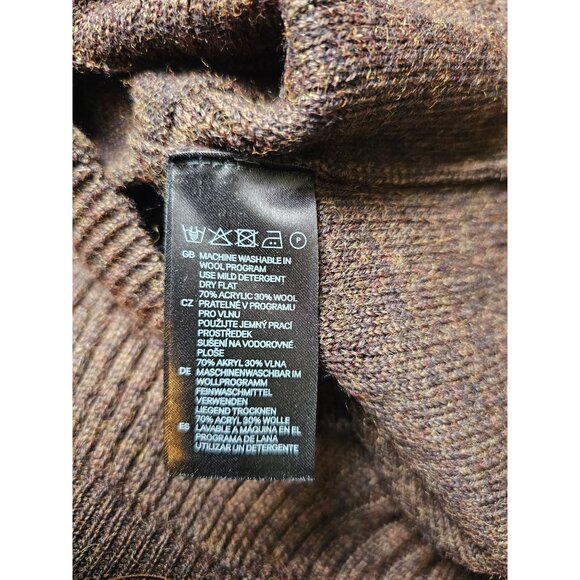 P
GB MACHINE WASHABLE IN
WOOL PROGRAM
USE MILD DETERGENT
DRY FLAT
70% ACRYLIC 30% WOOL
CZ PRATELNÉ V PROGRAMU
PRO VLNU
POUŽIJTE JEMNÝ PRACÍ
PROSTŘEDEK
SUŠENÍ NA VODOROVNÉ
PLOŠE
70% AKRYL 30% VLNA
DE MASCHINENWASCHBAR IM
WOLLPROGRAMM
FEINWASCHMITTEL
VERWENDEN
LIEGEND TROCKNEN
70% ACRYL 30% WOLLE
ES LAVABLE A MÁQUINA EN EL
PROGRAMA DE LANA
UTILIZAR UN DETERGENTE